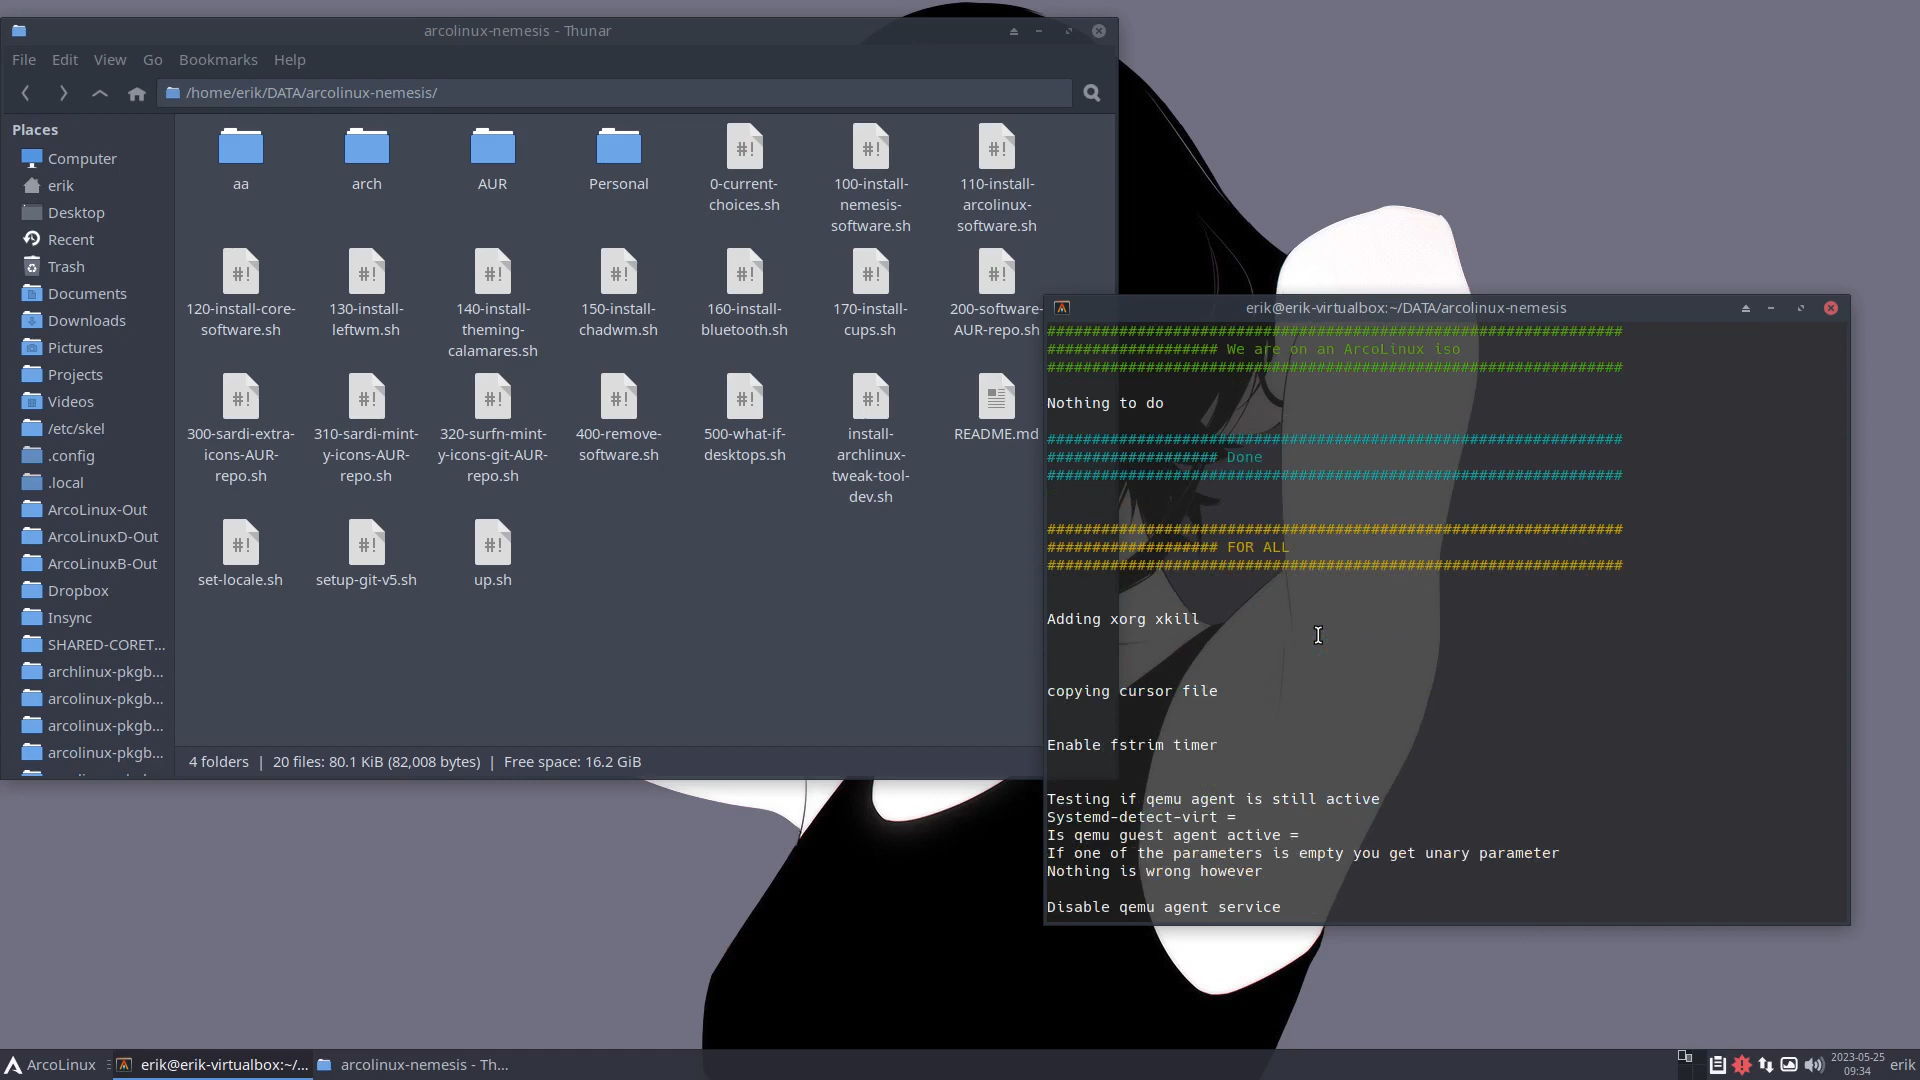 arcolinux-nemesis - Thunar
File Edit View Go Bookmarks Help
/home/erik/DATA/arcolinux-nemesis/
Places
Computer
erik
Desktop
Recent
Trash
Documents
Downloads
Pictures
Projects
Videos
/etc/skel
.config
.local
ArcoLinux-Out
ArcoLinuxD-Out
ArcoLinuxB-Out
Dropbox
Insync
SHARED-CORET...
archlinux-pkgb...
arcolinux-pkgb...
arcolinux-pkgb...
arcolinux-pkgb...
aa
arch
AUR
Personal
0-current-
choices.sh
100-install-
nemesis-
software.sh
110-install-
arcolinux-
software.sh
120-install-core-
software.sh
130-install-
leftwm.sh
140-install-
theming-
calamares.sh
150-install-
chadwm.sh
160-install-
bluetooth.sh
170-install-
cups.sh
200-software-
AUR-repo.sh
300-sardi-extra-
icons-AUR-
repo.sh
310-sardi-mint-
y-icons-AUR-
repo.sh
320-surfn-mint-
y-icons-git-AUR-
repo.sh
400-remove-
software.sh
500-what-if-
desktops.sh
install-
archlinux-
tweak-tool-
dev.sh
README.md
set-locale.sh
setup-git-v5.sh
up.sh
4 folders | 20 files: 80.1 KiB (82,008 bytes) | Free space: 16.2 GiB
erik@erik-virtualbox:~/DATA/arcolinux-nemesis
################################################################
################### We are on an ArcoLinux iso
################################################################
Nothing to do
################################################################
################### Done
################################################################
################################################################
################### FOR ALL
################################################################
Adding xorg xkill
copying cursor file
Enable fstrim timer
Testing if qemu agent is still active
Systemd-detect-virt =
Is qemu guest agent active =
If one of the parameters is empty you get unary parameter
Nothing is wrong however
Disable qemu agent service
ArcoLinux
erik@erik-virtualbox:~/...
arcolinux-nemesis - Th...
2023-05-25
09:34
erik